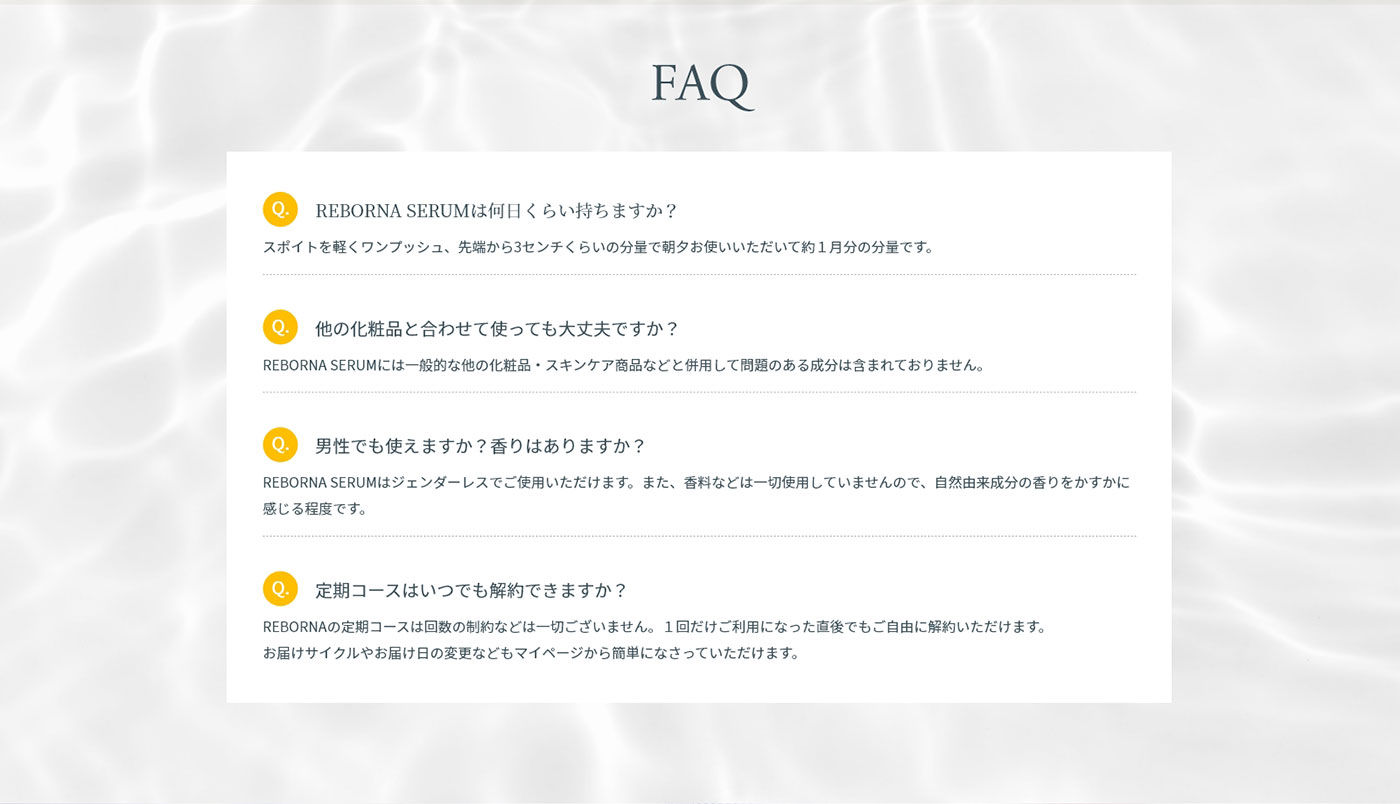 FAQ
Q. REBORNA SERUMは何日くらい持ちますか？
スポイトを軽くワンプッシュ、先端から3センチくらいの分量で朝夕お使いいただいて約１月分の分量です。
Q. 他の化粧品と合わせて使っても大丈夫ですか？
REBORNA SERUMには一般的な他の化粧品・スキンケア商品などと併用して問題のある成分は含まれておりません。
Q. 男性でも使えますか？香りはありますか？
REBORNA SERUMはジェンダーレスでご使用いただけます。また、香料などは一切使用していませんので、自然由来成分の香りをかすかに
感じる程度です。
Q. 定期コースはいつでも解約できますか？
REBORNAの定期コースは回数の制約などは一切ございません。１回だけご利用になった直後でもご自由に解約いただけます。
お届けサイクルやお届け日の変更などもマイページから簡単になさっていただけます。